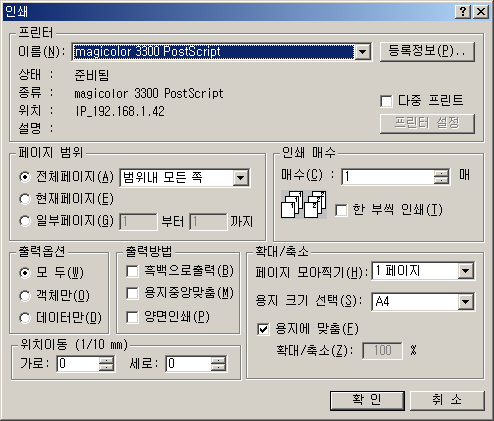 인쇄
프린터
이름(N): magicolor 3300 PostScript 등록정보(P)..
상태 : 준비됨
종류 : magicolor 3300 PostScript
위치 : IP_192.168.1.42 다중 프린트
설명 : 프린터 설정
페이지 범위
전체페이지(A) 범위내 모든 쪽
현재페이지(E)
일부페이지(G) 1 부터 1 까지
인쇄 매수
매수(C) : 1 매
한 부씩 인쇄(T)
출력옵션
모 두(W)
객체만(O)
데이터만(D)
출력방법
흑백으로출력(B)
용지중앙맞춤(M)
양면인쇄(P)
확대/축소
페이지 모아찍기(H): 1 페이지
용지 크기 선택(S): A4
용지에 맞춤(F)
확대/축소(Z): 100 %
위치이동 (1/10 mm)
가로: 0 세로: 0
확 인 취 소